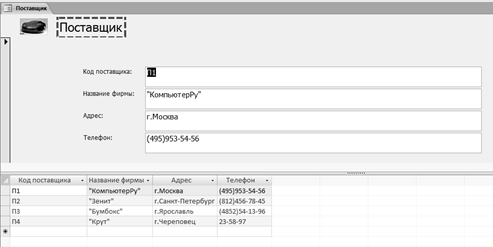 Поставщик
Поставщик
Код поставщика: П1
Название фирмы: "КомпьютерРу"
Адрес: г.Москва
Телефон: (495)953-54-56
Код поставщика Название фирмы Адрес Телефон
П1 "КомпьютерРу" г.Москва (495)953-54-56
П2 "Зенит" г.Санкт-Петербург (812)456-78-45
П3 "Бумбокс" г.Ярославль (4852)54-13-96
П4 "Крут" г.Череповец 23-58-97